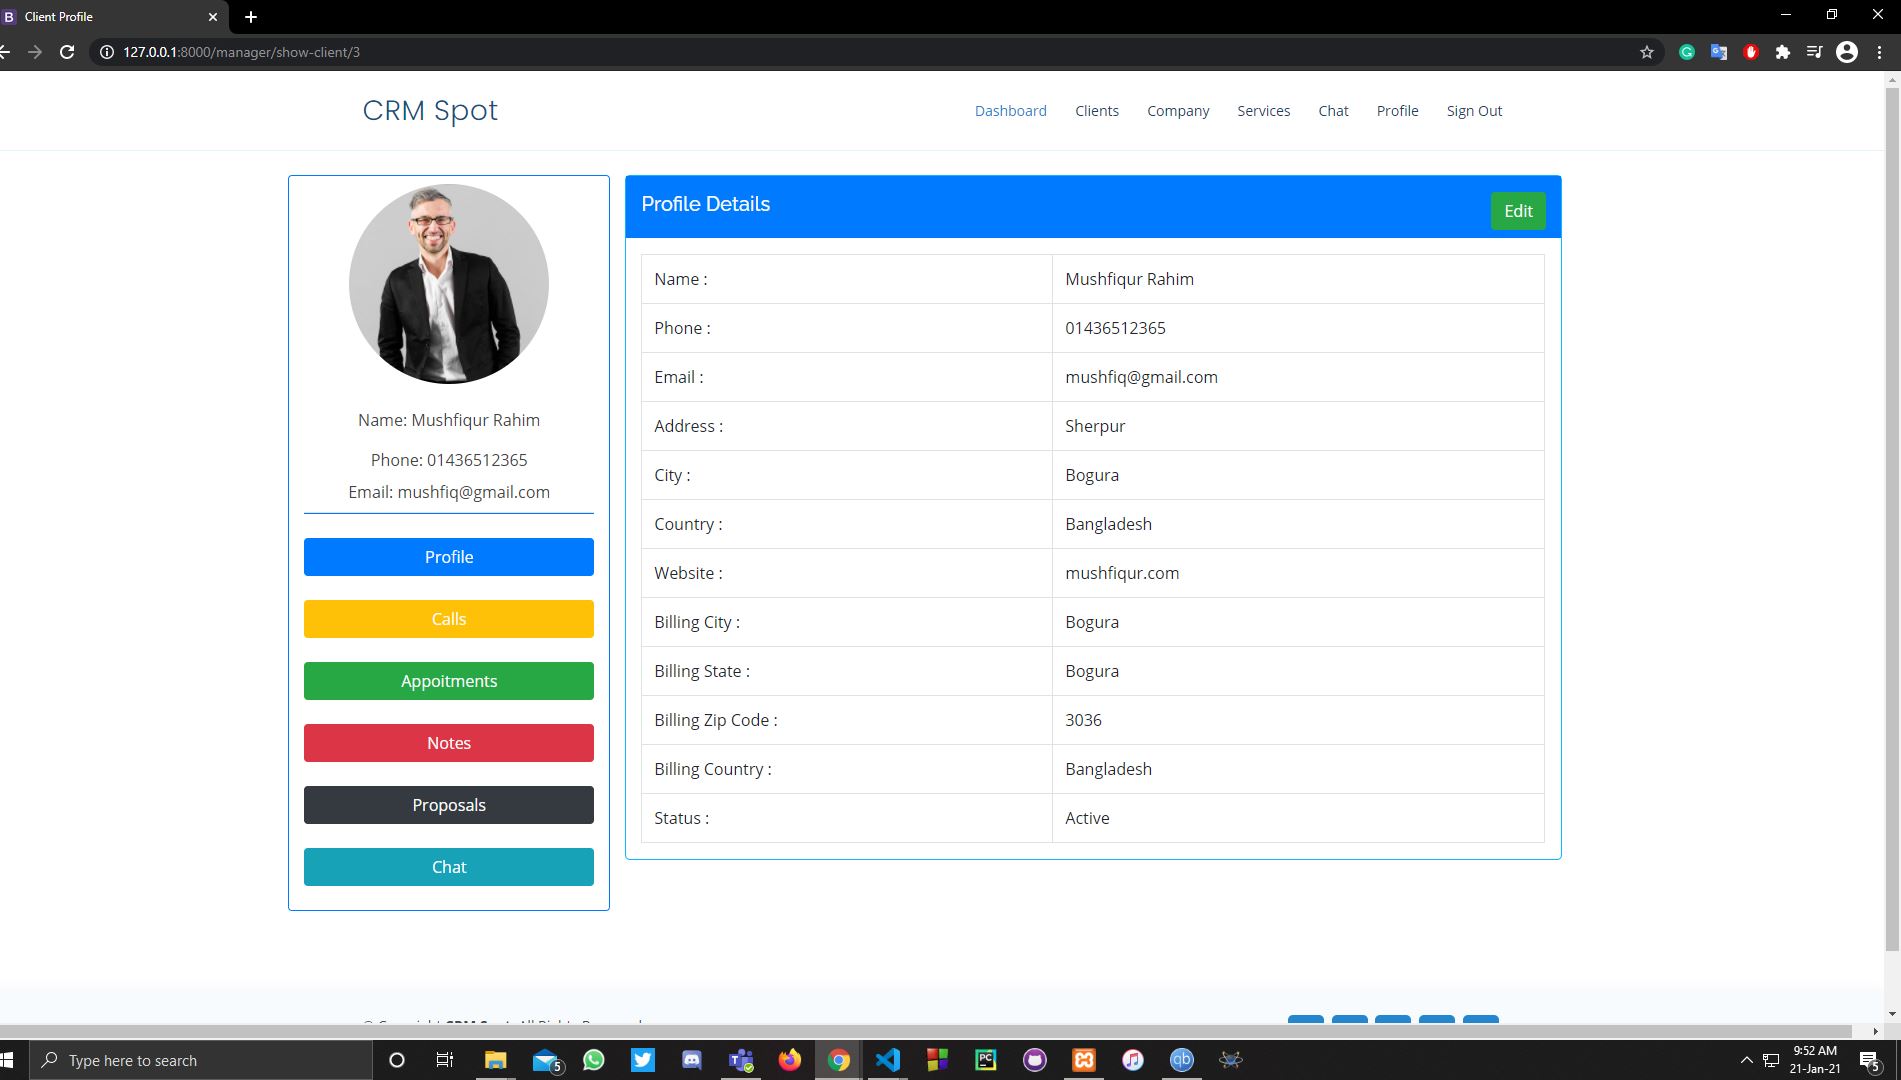 Client Profile
127.0.0.1:8000/manager/show-client/3
CRM Spot
Dashboard Clients Company Services Chat Profile Sign Out
Name: Mushfiqur Rahim
Phone: 01436512365
Email: mushfiq@gmail.com
Profile
Calls
Appoitments
Notes
Proposals
Chat
Profile Details
Edit
Name : Mushfiqur Rahim
Phone : 01436512365
Email : mushfiq@gmail.com
Address : Sherpur
City : Bogura
Country : Bangladesh
Website : mushfiqur.com
Billing City : Bogura
Billing State : Bogura
Billing Zip Code : 3036
Billing Country : Bangladesh
Status : Active
Type here to search
5
PC
qb
9:52 AM
21-Jan-21
5